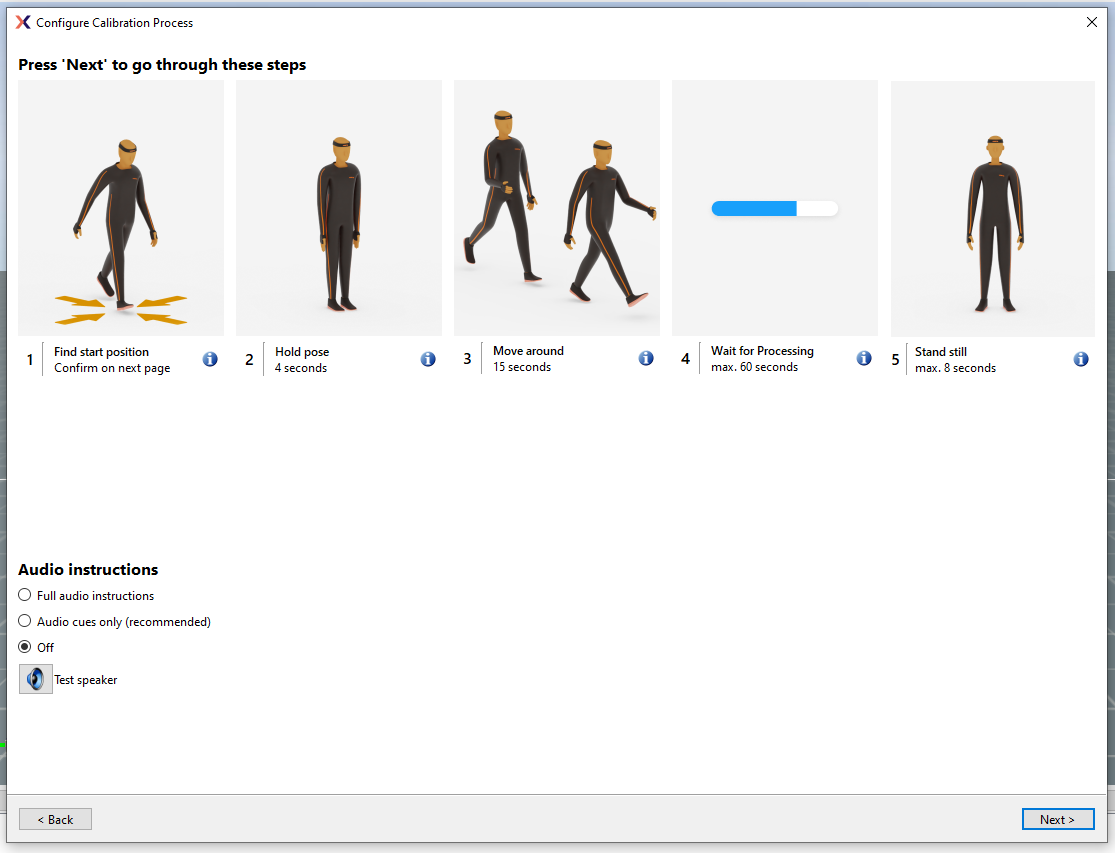 Configure Calibration Process
Press 'Next' to go through these steps
1
Find start position
Confirm on next page
2
Hold pose
4 seconds
3
Move around
15 seconds
4
Wait for Processing
max. 60 seconds
5
Stand still
max. 8 seconds
Audio instructions
Full audio instructions
Audio cues only (recommended)
Off
Test speaker
< Back
Next >